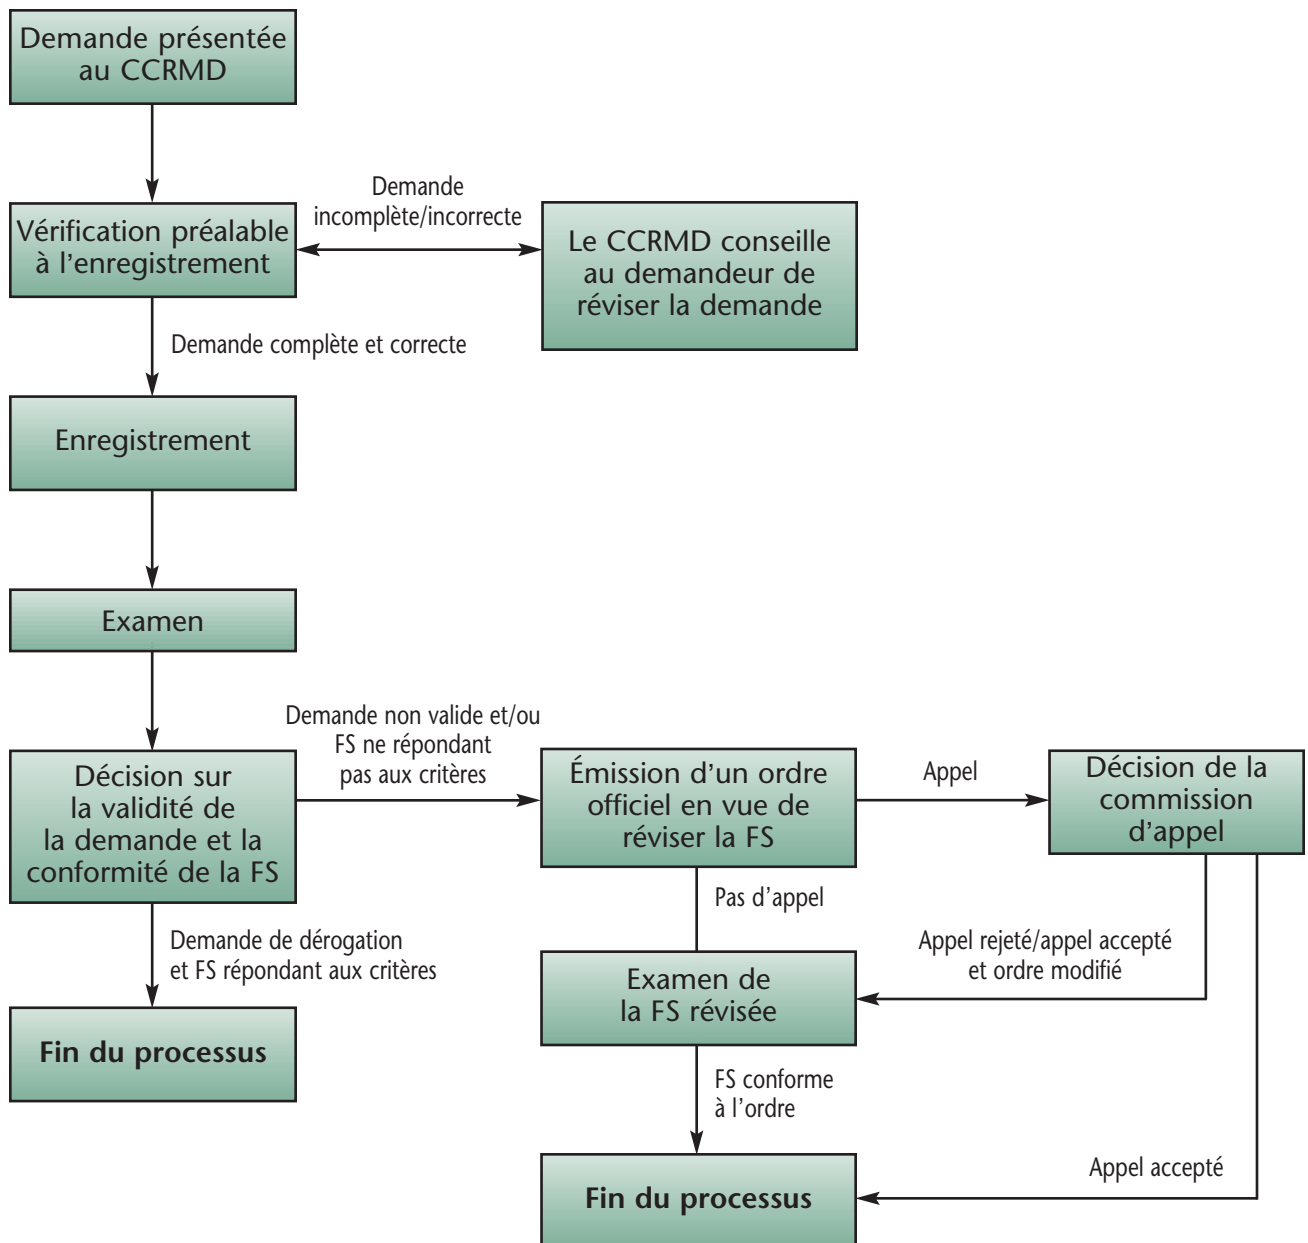 Demande présentée
au CCRMD
Demande
incomplète/incorrecte
Vérification préalable
à l'enregistrement
Le CCRMD conseille
au demandeur de
réviser la demande
Demande complète et correcte
Enregistrement
Examen
Demande non valide et/ou
FS ne répondant
pas aux critères
Décision sur
la validité de
la demande et la
conformité de la FS
Émission d'un ordre
officiel en vue de
réviser la FS
Appel
Décision de la
commission
d'appel
Pas d'appel
Demande de dérogation
et FS répondant aux critères
Appel rejeté/appel accepté
et ordre modifié
Examen de
la FS révisée
Fin du processus
FS conforme
à l'ordre
Appel accepté
Fin du processus